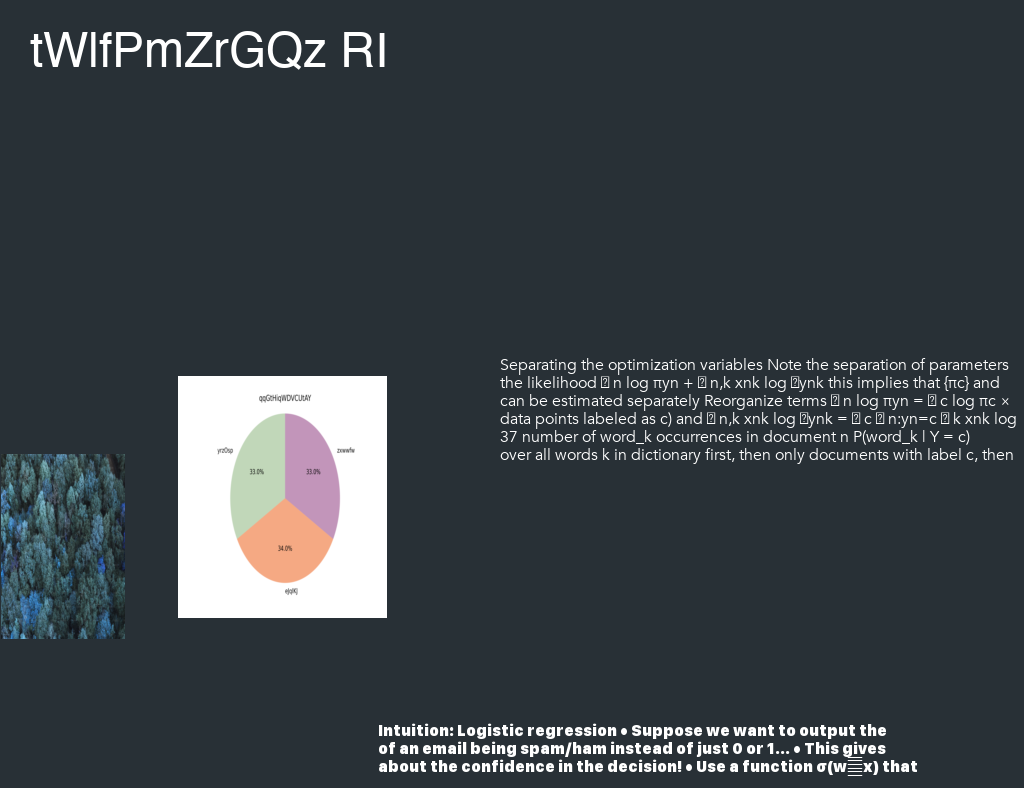 tWlfPmZrGQz RI
Separating the optimization variables Note the separation of parameters
the likelihood n log πyn + n,k xnk log ynk this implies that {πc} and
can be estimated separately Reorganize terms n log πyn = c log πc ×
data points labeled as c) and n,k xnk log ynk = c n:yn=c k xnk log
37 number of word_k occurrences in document n P(word_k | Y = c)
over all words k in dictionary first, then only documents with label c, then
qqGtHiqWDVCUtAY
yrzOsp
zxwwfw
33.0%
33.0%
34.0%
Intuition: Logistic regression • Suppose we want to output the
of an email being spam/ham instead of just 0 or 1... • This gives
about the confidence in the decision! • Use a function σ(w x) that